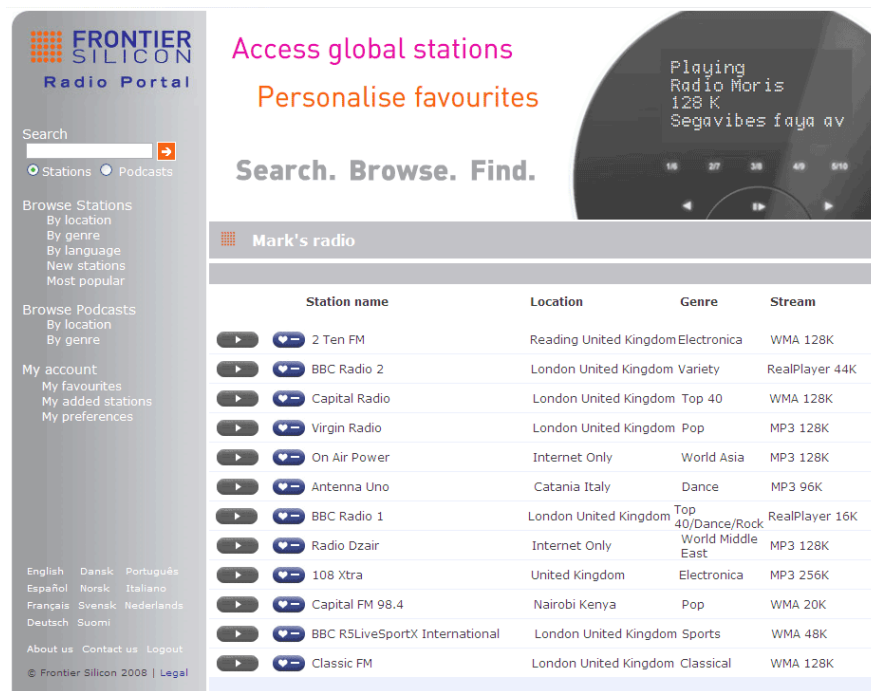 FRONTIER
SILICON
Radio Portal
Search
Stations Podcasts
Browse Stations
By location
By genre
By language
New stations
Most popular
Browse Podcasts
By location
By genre
My account
My favourites
My added stations
My preferences
English Dansk Português
Español Norsk Italiano
Français Svensk Nederlands
Deutsch Suomi
About us Contact us Logout
© Frontier Silicon 2008 | Legal
Access global stations
Personalise favourites
Search. Browse. Find.
Playing
Radio Moris
128 K
Segavibes faya av
1/6 2/7 3/8 4/9 5/10
Mark's radio
Station name Location Genre Stream
2 Ten FM Reading United Kingdom Electronica WMA 128K
BBC Radio 2 London United Kingdom Variety RealPlayer 44K
Capital Radio London United Kingdom Top 40 WMA 128K
Virgin Radio London United Kingdom Pop MP3 128K
On Air Power Internet Only World Asia MP3 128K
Antenna Uno Catania Italy Dance MP3 96K
BBC Radio 1 London United Kingdom Top 40/Dance/Rock RealPlayer 16K
Radio Dzair Internet Only World Middle East MP3 128K
108 Xtra United Kingdom Electronica MP3 256K
Capital FM 98.4 Nairobi Kenya Pop WMA 20K
BBC R5LiveSportX International London United Kingdom Sports WMA 48K
Classic FM London United Kingdom Classical WMA 128K